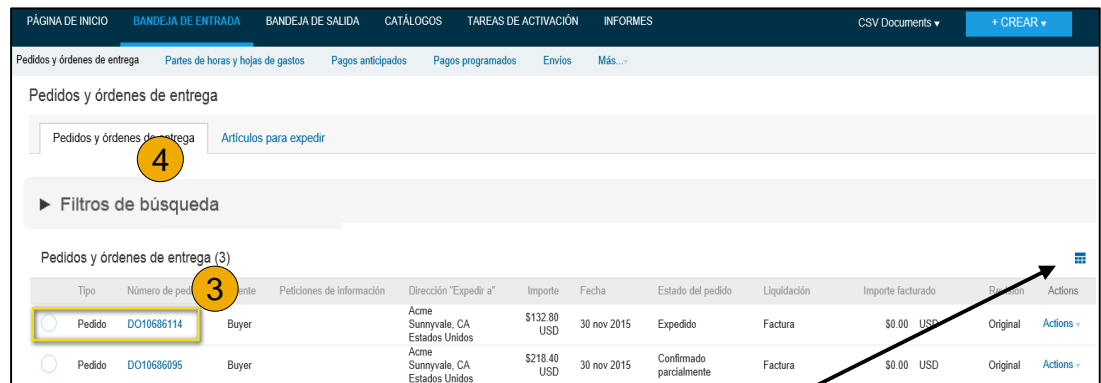 PÁGINA DE INICIO BANDEJA DE ENTRADA BANDEJA DE SALIDA CATÁLOGOS TAREAS DE ACTIVACIÓN INFORMES CSV Documents ▾ + CREAR ▾
Pedidos y órdenes de entrega Partes de horas y hojas de gastos Pagos anticipados Pagos programados Envíos Más...
Pedidos y órdenes de entrega
Pedidos y órdenes de entrega Artículos para expedir
4
► Filtros de búsqueda
Pedidos y órdenes de entrega (3)
3
Tipo Número de Peticiones de información Dirección "Expedir a" Importe Fecha Estado del pedido Liquidación Importe facturado Revisión Actions
Acme
Pedido DO10686114 Buyer Sunnyvale, CA $132.80 30 nov 2015 Expedido Factura $0.00 USD Original Actions
Estados Unidos USD
Acme
Pedido DO10686095 Buyer Sunnyvale, CA $218.40 30 nov 2015 Confirmado Factura $0.00 USD Original Actions
Estados Unidos USD parcialmente